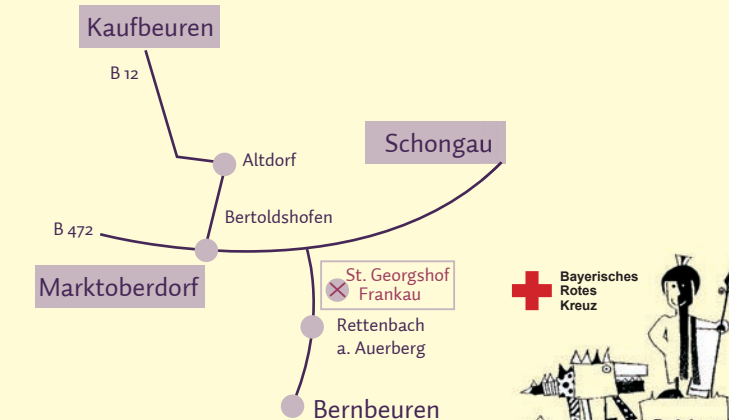 Kaufbeuren
B 12
Altdorf
Schongau
Bertoldshofen
B 472
Marktoberdorf
St. Georgshof
Frankau
Bayerisches
Rotes
Kreuz
Rettenbach
a. Auerberg
Bernbeuren